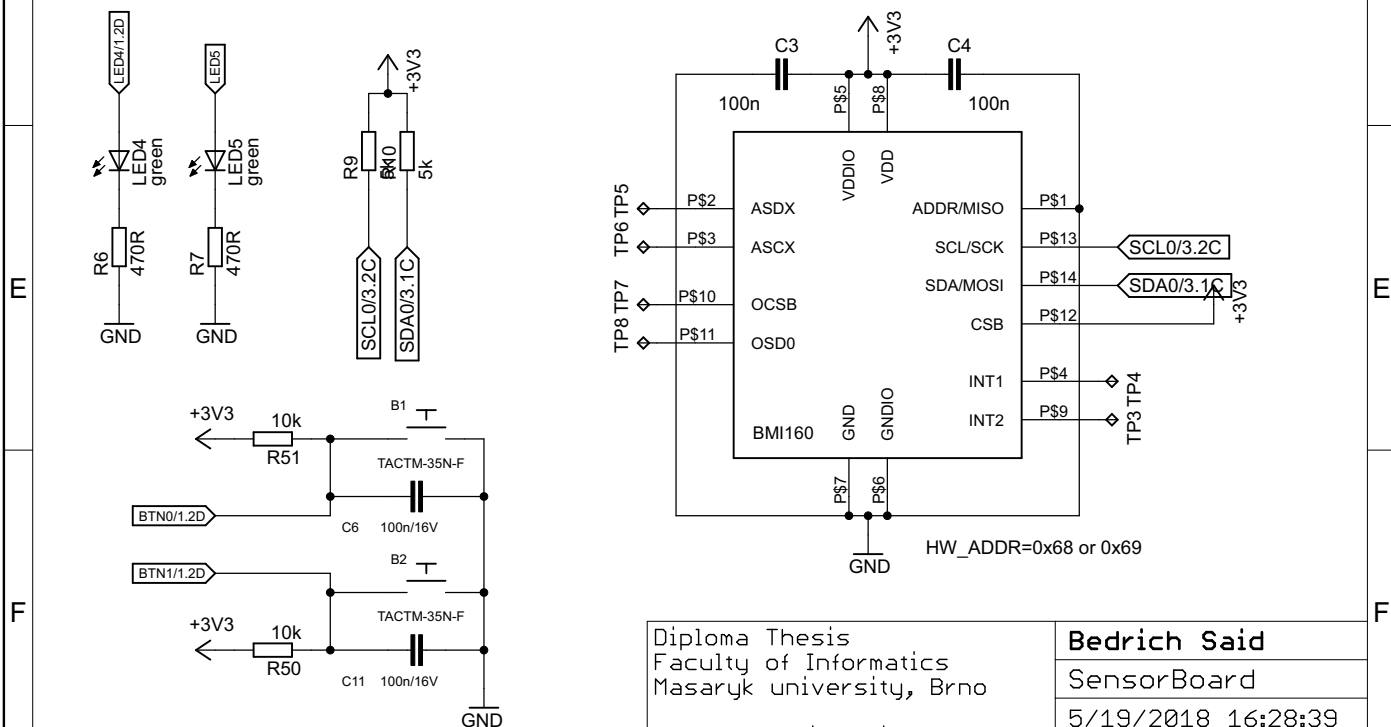 LED4/1.2D
LED5
+3V3
LED4
green
LED5
green
R9
5k
R10
5k
R6
470R
R7
470R
GND
GND
SCL0/3.2C
SDA0/3.1C
+3V3
C3
100n
C4
100n
P$5
P$8
VDDIO
VDD
TP5
P$2
ASDX
TP6
P$3
ASCX
TP7
P$10
OCSB
TP8
P$11
OSD0
ADDR/MISO
P$1
SCL/SCK
P$13
SCL0/3.2C
SDA/MOSI
P$14
SDA0/3.1C
CSB
P$12
+3V3
INT1
P$4
TP4
INT2
P$9
TP3
GND
GNDIO
BMI160
P$7
P$6
GND
HW_ADDR=0x68 or 0x69
E
E
+3V3
10k
R51
B1
TACTM-35N-F
BTN0/1.2D
C6
100n/16V
BTN1/1.2D
B2
TACTM-35N-F
+3V3
10k
R50
C11
100n/16V
GND
F
F
Diploma Thesis
Faculty of Informatics
Masaryk university, Brno
Bedrich Said
SensorBoard
5/19/2018 16:28:39